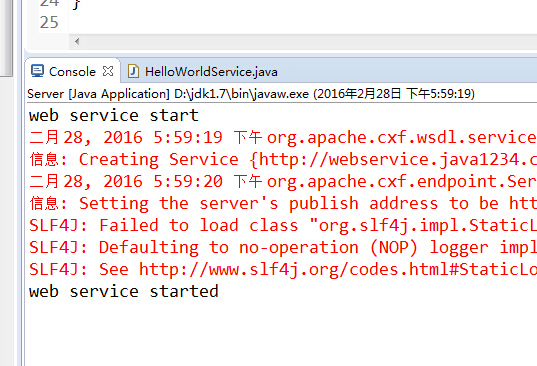 24 }
25
Console HelloWorldService.java
Server [Java Application] D:\jdk1.7\bin\javaw.exe (2016年2月28日 下午5:59:19)
web service start
二月 28, 2016 5:59:19 下午 org.apache.cxf.wsdl.service
信息: Creating Service {http://webservice.java1234.c
二月 28, 2016 5:59:20 下午 org.apache.cxf.endpoint.Ser
信息: Setting the server's publish address to be htt
SLF4J: Failed to load class "org.slf4j.impl.StaticL
SLF4J: Defaulting to no-operation (NOP) logger impl
SLF4J: See http://www.slf4j.org/codes.html#StaticLo
web service started